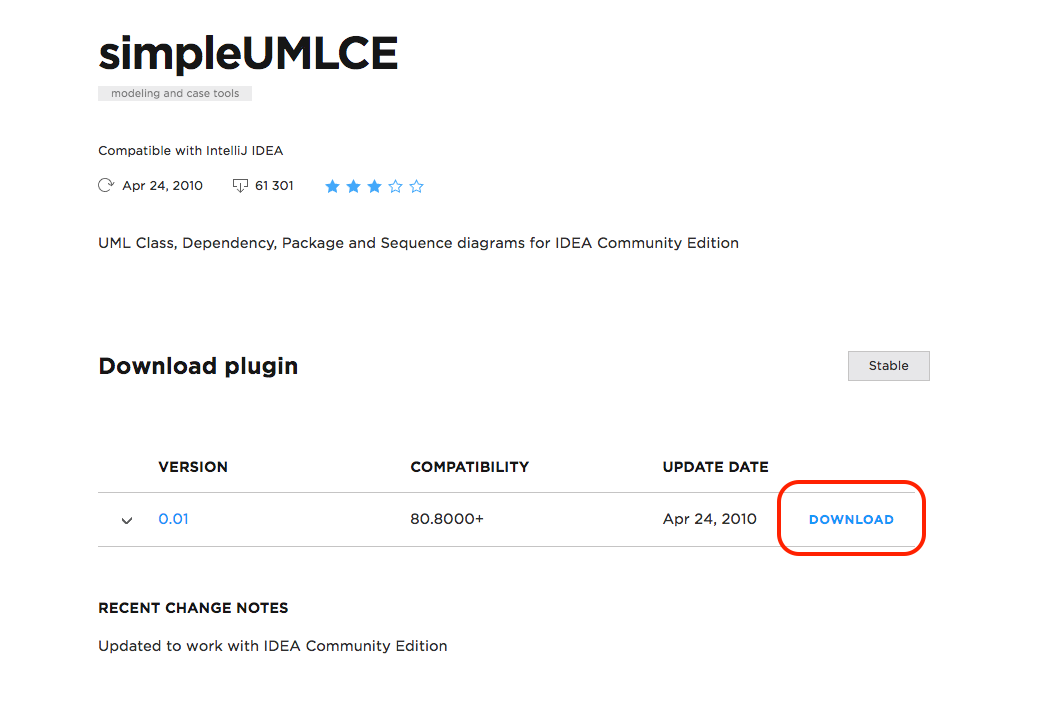 simpleUMLCE
modeling and case tools
Compatible with IntelliJ IDEA
Apr 24, 2010 61 301
UML Class, Dependency, Package and Sequence diagrams for IDEA Community Edition
Download plugin Stable
VERSION COMPATIBILITY UPDATE DATE
0.01 80.8000+ Apr 24, 2010 DOWNLOAD
RECENT CHANGE NOTES
Updated to work with IDEA Community Edition